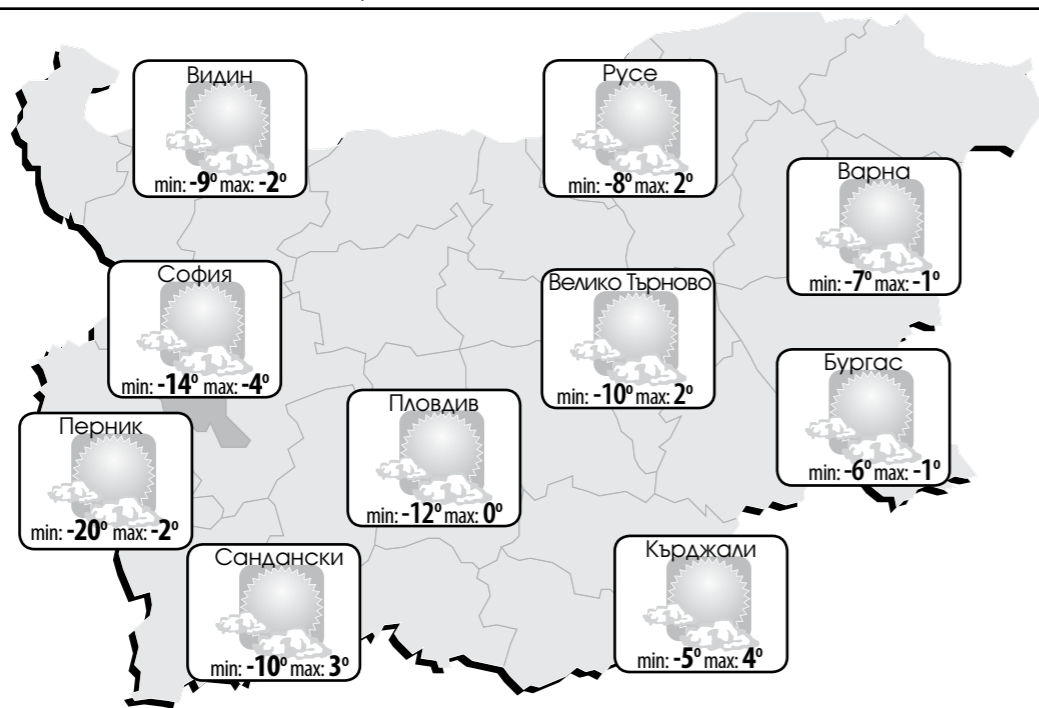 Видин
min: -9° max: -2°
Русе
min: -8° max: 2°
Варна
min: -7° max: -1°
София
min: -14° max: -4°
Велико Търново
min: -10° max: 2°
Бургас
min: -6° max: -1°
Пловдив
min: -12° max: 0°
Перник
min: -20° max: -2°
Сандански
min: -10° max: 3°
Кърджали
min: -5° max: 4°